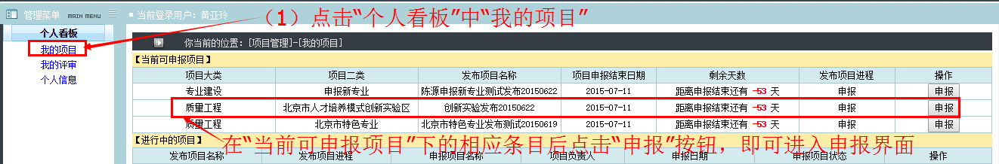 管理菜单 MAIN MENU
当前登录用户：黄亚玲
（1）点击“个人看板”中“我的项目”
个人看板
我的项目
我的评审
个人信息
你当前的位置：[项目管理]-[我的项目]
【当前可申报项目】
项目大类 项目二类 发布项目名称 项目申报结束日期 剩余天数 发布项目进程 操作
专业建设 申报新专业 陈源申报新专业测试发布20150622 2015-07-11 距离申报结束还有 -53 天 申报 申报
质量工程 北京市人才培养模式创新实验区 创新实验发布20150622 2015-07-11 距离申报结束还有 -53 天 申报 申报
质量工程 北京市特色专业 北京市特色专业发布测试20150619 2015-07-11 距离申报结束还有 -53 天 申报 申报
【进行中的项目】
在“当前可申报项目”下的相应条目后点击“申报”按钮，即可进入申报界面
发布项目名称 发布项目进程 申报项目名称 项目负责人 申报日期 申报项目状态 操作